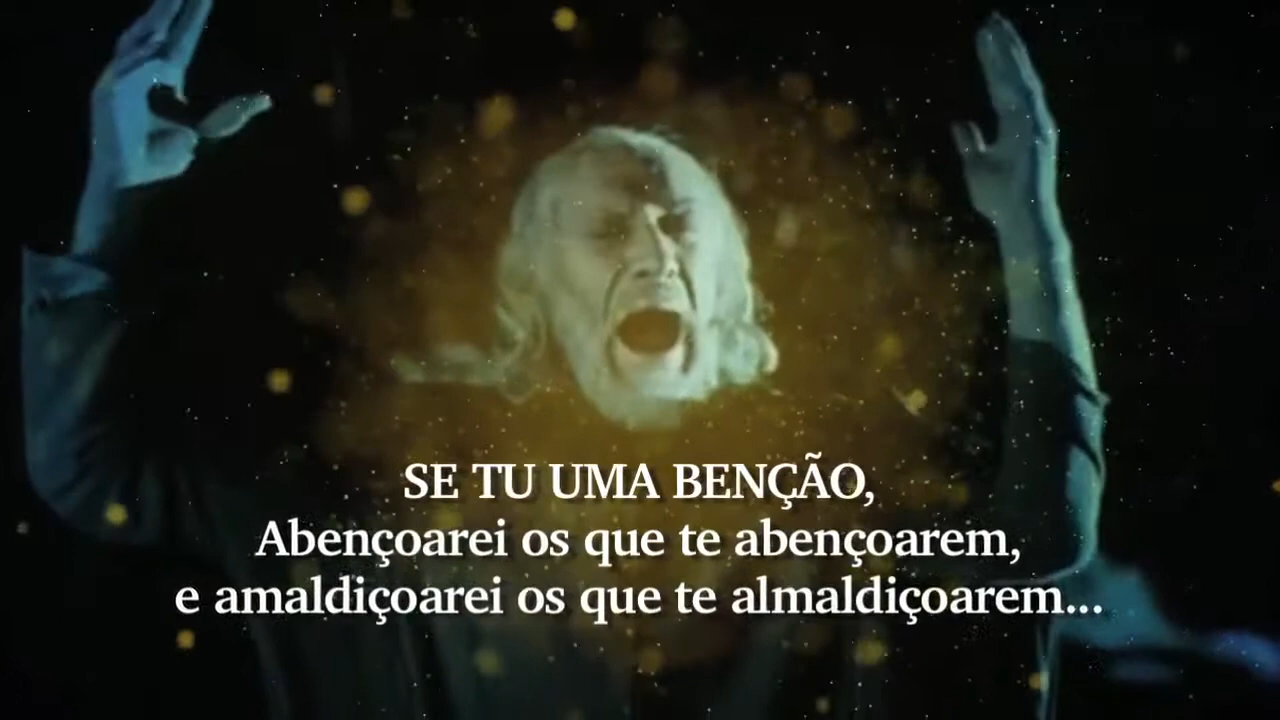 SE TU UMA BENÇÃO,
Abençoarei os que te abençoarem,
e amaldiçoarei os que te almaldiçoarem...